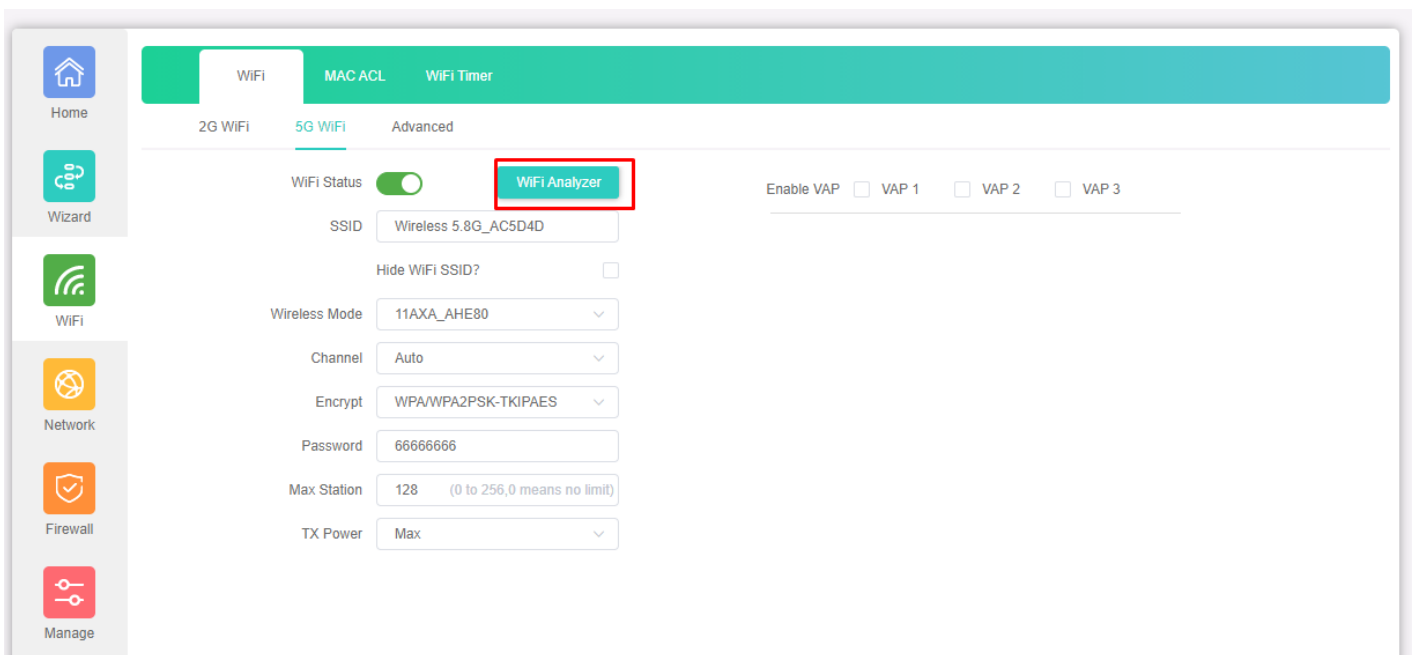 WiFi MAC ACL WiFi Timer
Home
2G WiFi 5G WiFi Advanced
WiFi Status WiFi Analyzer Enable VAP VAP 1 VAP 2 VAP 3
Wizard
SSID Wireless 5.8G_AC5D4D
Hide WiFi SSID?
WiFi
Wireless Mode 11AXA_AHE80
Channel Auto
Encrypt WPA/WPA2PSK-TKIPAES
Network
Password 66666666
Max Station 128 (0 to 256,0 means no limit)
Firewall
TX Power Max
Manage